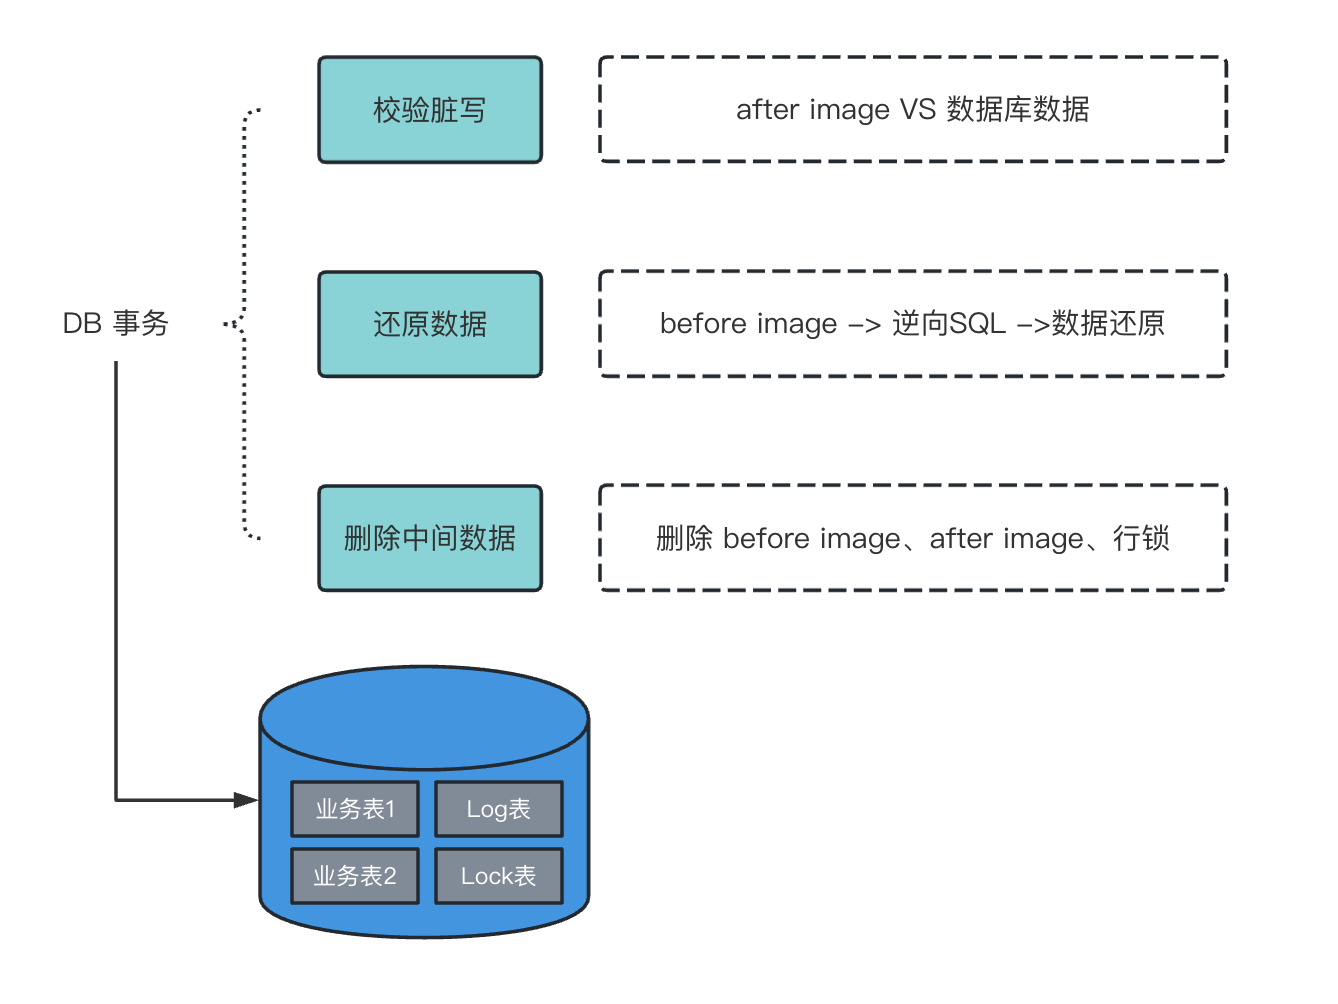 校验脏写
after image VS 数据库数据
DB 事务
还原数据
before image -> 逆向SQL ->数据还原
删除中间数据
删除 before image、after image、行锁
业务表1
Log表
业务表2
Lock表